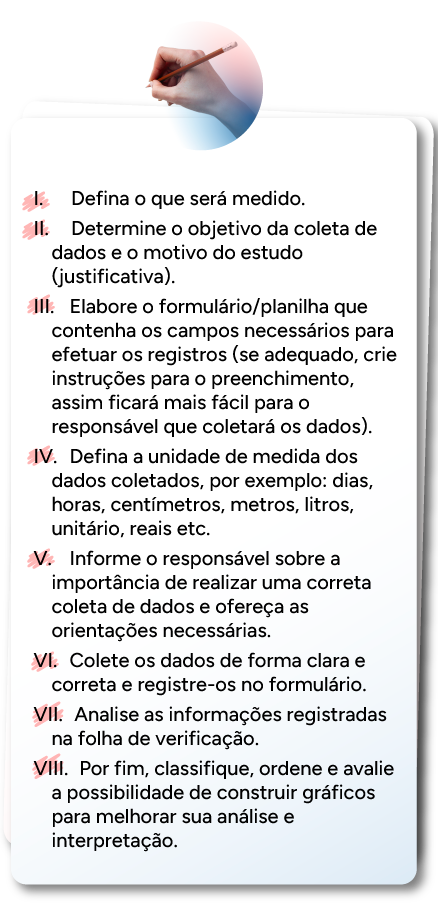 I. Defina o que será medido.
II. Determine o objetivo da coleta de
dados e o motivo do estudo
(justificativa).
III. Elabore o formulário/planilha que
contenha os campos necessários para
efetuar os registros (se adequado, crie
instruções para o preenchimento,
assim ficará mais fácil para o
responsável que coletará os dados).
IV. Defina a unidade de medida dos
dados coletados, por exemplo: dias,
horas, centímetros, metros, litros,
unitário, reais etc.
V. Informe o responsável sobre a
importância de realizar uma correta
coleta de dados e ofereça as
orientações necessárias.
VI. Colete os dados de forma clara e
correta e registre-os no formulário.
VII. Analise as informações registradas
na folha de verificação.
VIII. Por fim, classifique, ordene e avalie
a possibilidade de construir gráficos
para melhorar sua análise e
interpretação.